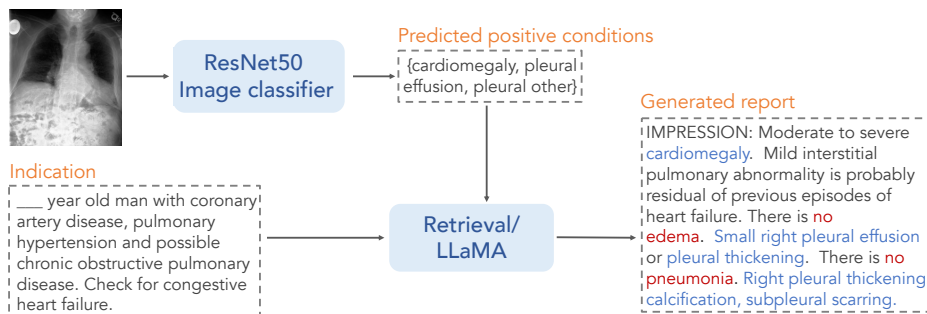 ResNet50
Image classifier
Predicted positive conditions
{cardiomegaly, pleural
effusion, pleural other}
Indication
___ year old man with coronary
artery disease, pulmonary
hypertension and possible
chronic obstructive pulmonary
disease. Check for congestive
heart failure.
Retrieval/
LLaMA
Generated report
IMPRESSION: Moderate to severe
cardiomegaly.  Mild interstitial
pulmonary abnormality is probably
residual of previous episodes of
heart failure. There is no
edema.  Small right pleural effusion
or pleural thickening.  There is no
pneumonia. Right pleural thickening
calcification, subpleural scarring.